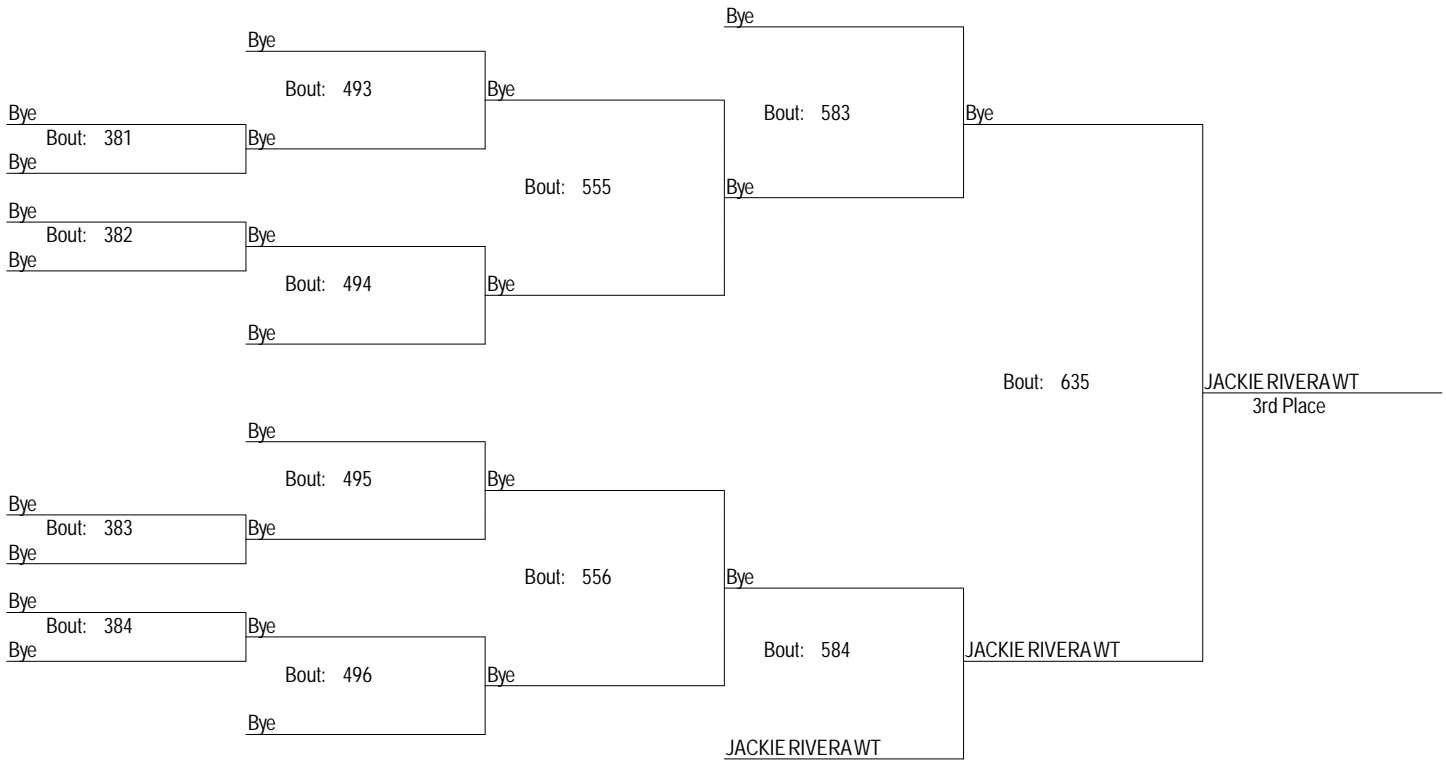 Bye
Bye
Bout: 493
Bye
Bout: 583
Bye
Bye
Bout: 381
Bye
Bye
Bout: 555
Bye
Bye
Bout: 382
Bye
Bye
Bout: 494
Bye
Bye
Bout: 635
JACKIE RIVERA WT
3rd Place
Bye
Bout: 495
Bye
Bye
Bout: 383
Bye
Bye
Bout: 556
Bye
Bye
Bout: 384
Bye
Bye
Bout: 584
JACKIE RIVERA WT
Bout: 496
Bye
Bye
JACKIE RIVERA WT